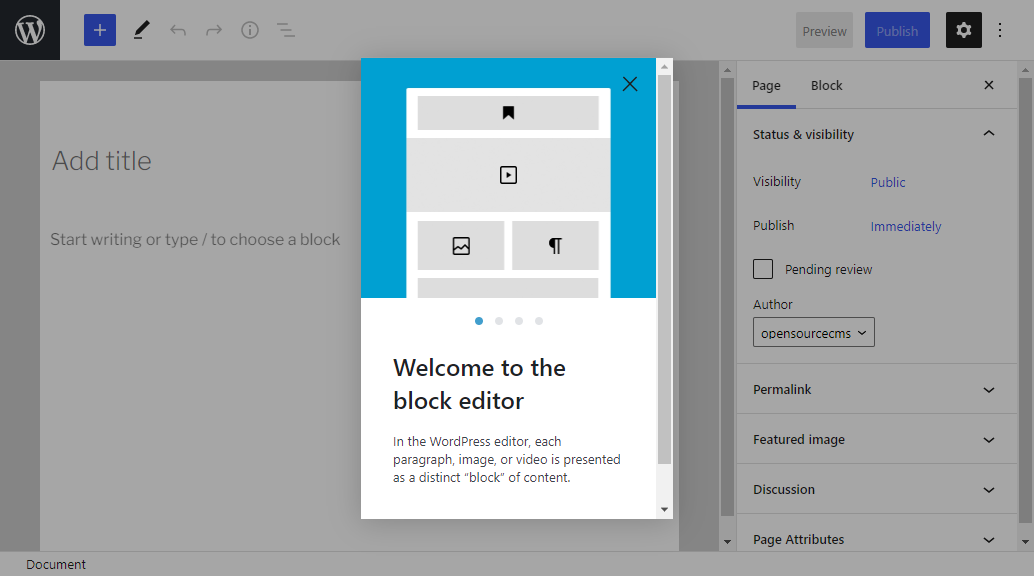 Preview
Publish
Page
Block
Add title
Start writing or type / to choose a block
Welcome to the
block editor
In the WordPress editor, each
paragraph, image, or video is presented
as a distinct “block” of content.
Status & visibility
Visibility
Public
Publish
Immediately
Pending review
Author
opensourcecms
Permalink
Featured image
Discussion
Page Attributes
Document